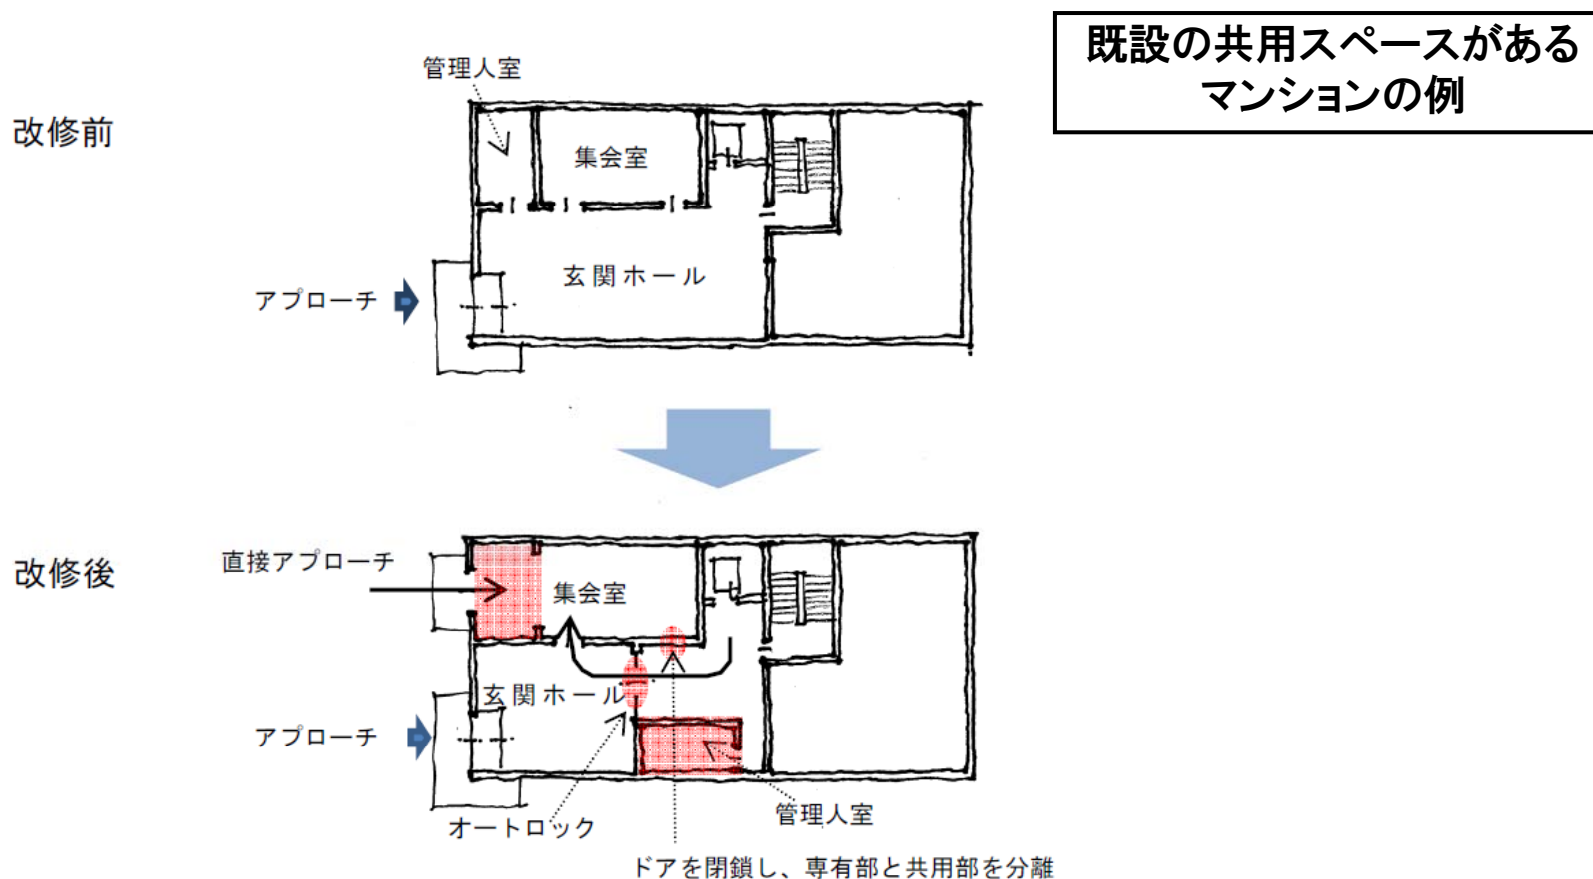 既設の共用スペースがある
マンションの例
改修前
管理人室
集会室
玄関ホール
アプローチ
改修後
直接アプローチ
集会室
玄関ホール
アプローチ
オートロック
管理人室
ドアを閉鎖し、専有部と共用部を分離